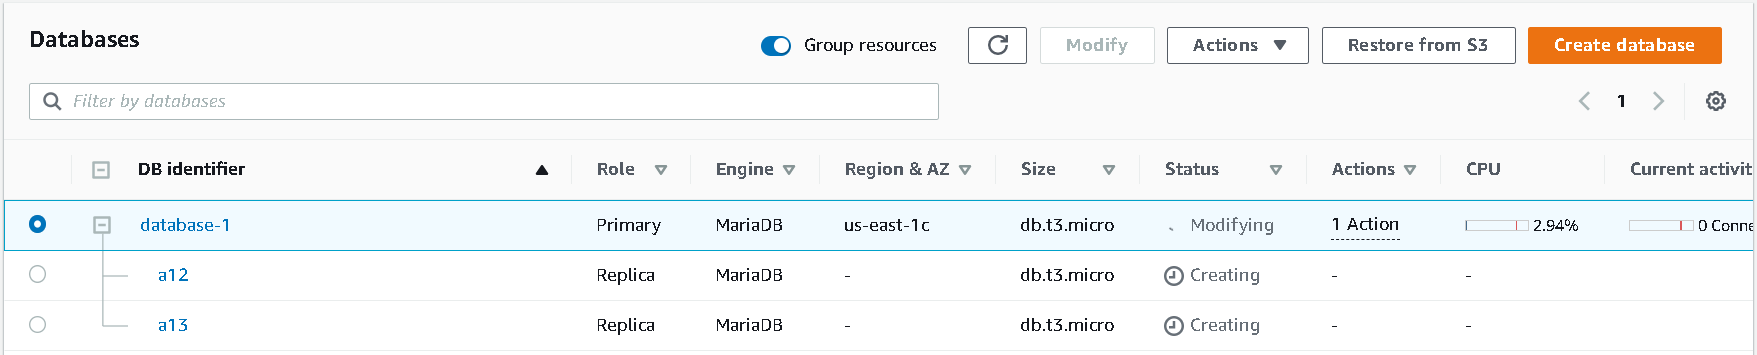 Databases
Group resources
Modify
Actions
Restore from S3
Create database
Filter by databases
1
DB identifier Role Engine Region & AZ Size Status Actions CPU Current activit
database-1 Primary MariaDB us-east-1c db.t3.micro Modifying 1 Action 2.94% 0 Conne
a12 Replica MariaDB - db.t3.micro Creating - -
a13 Replica MariaDB - db.t3.micro Creating - -